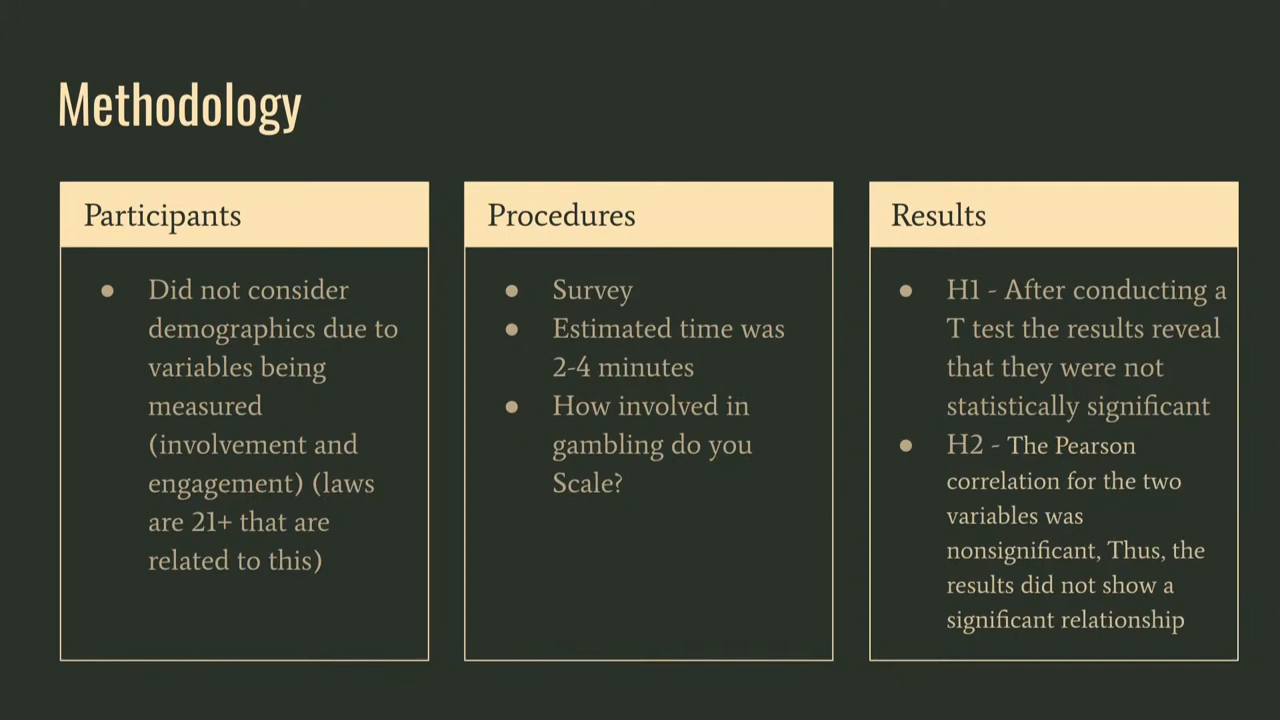 Methodology
Participants
● Did not consider
demographics due to
variables being
measured
(involvement and
engagement) (laws
are 21+ that are
related to this)
Procedures
● Survey
● Estimated time was
2-4 minutes
● How involved in
gambling do you
Scale?
Results
● H1 - After conducting a
T test the results reveal
that they were not
statistically significant
● H2 - The Pearson
correlation for the two
variables was
nonsignificant, Thus, the
results did not show a
significant relationship